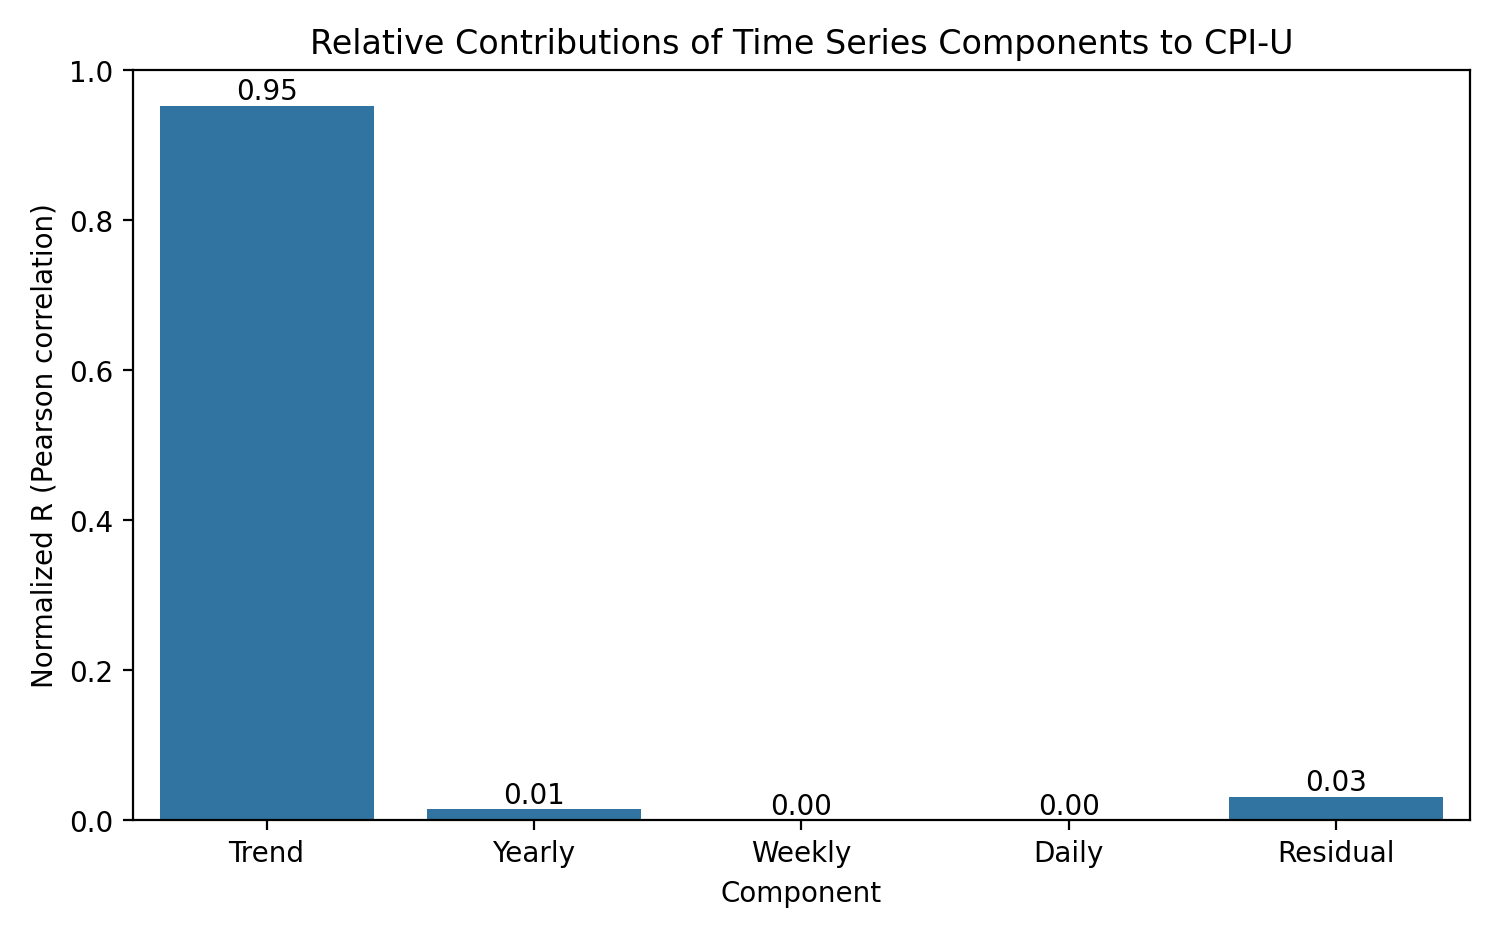 Relative Contributions of Time Series Components to CPI-U
Normalized R (Pearson correlation)
1.0
0.8
0.6
0.4
0.2
0.0
0.95
0.01
0.00
0.00
0.03
Trend
Yearly
Weekly
Daily
Residual
Component